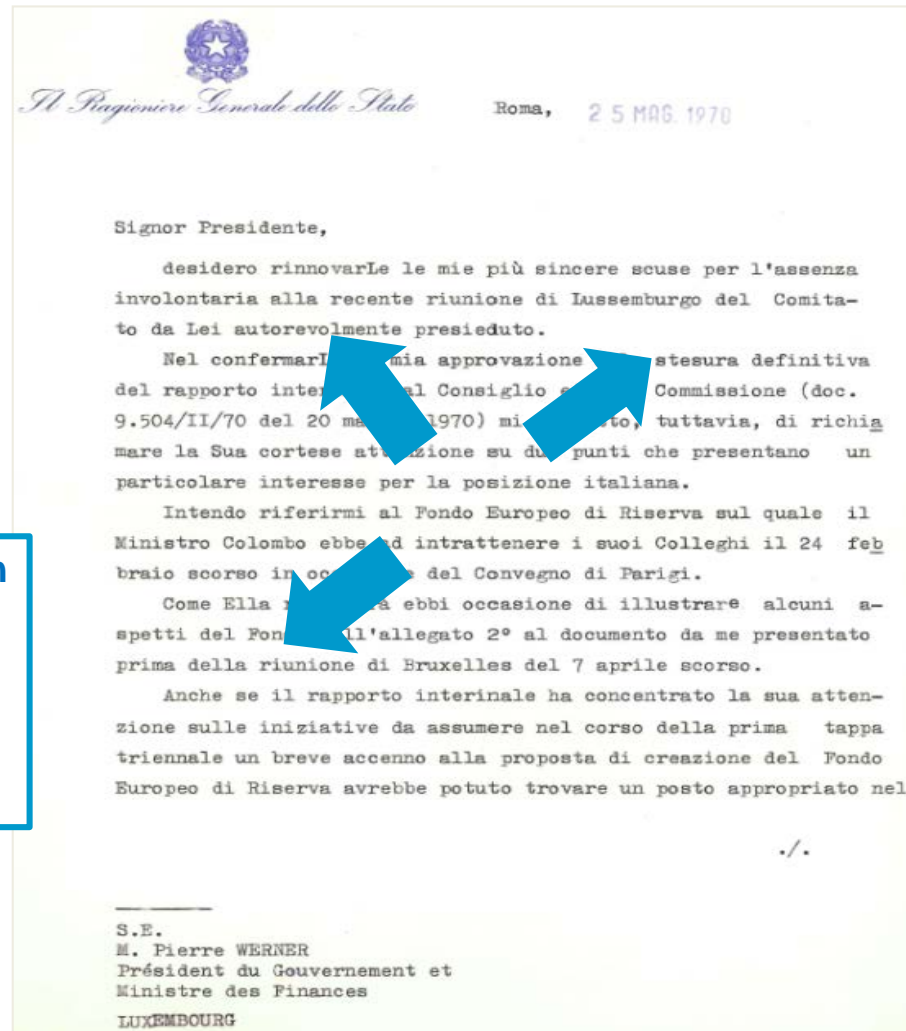 Il Ragioniere Generale dello Stato
Roma, 25 MAG. 1970
Signor Presidente,
desidero rinnovarLe le mie più sincere scuse per l'assenza
involontaria alla recente riunione di Lussemburgo del Comita-
to da Lei autorevolmente presieduto.
Nel mia approvazione stesura definitiva
del rapporto Consiglio Commissione (doc.
9.504/II/70 del 20 1970) tuttavia, di richia
mare la Sua cortese su punti che presentano un
particolare interesse per la posizione italiana.
Intendo riferirmi al Fondo Europeo di Riserva sul quale il
Ministro Colombo ebbe ad intrattenere i suoi Colleghi il 24 feb
braio scorso in del Convegno di Parigi.
Come Ella ebbi occasione di illustrare alcuni a-
spetti del all'allegato 2° al documento da me presentato
prima della riunione di Bruxelles del 7 aprile scorso.
Anche se il rapporto interinale ha concentrato la sua atten-
zione sulle iniziative da assumere nel corso della prima tappa
triennale un breve accenno alla proposta di creazione del Fondo
Europeo di Riserva avrebbe potuto trovare un posto appropriato nel
./.
S.E.
M. Pierre WERNER
Président du Gouvernement et
Ministre des Finances
LUXEMBOURG